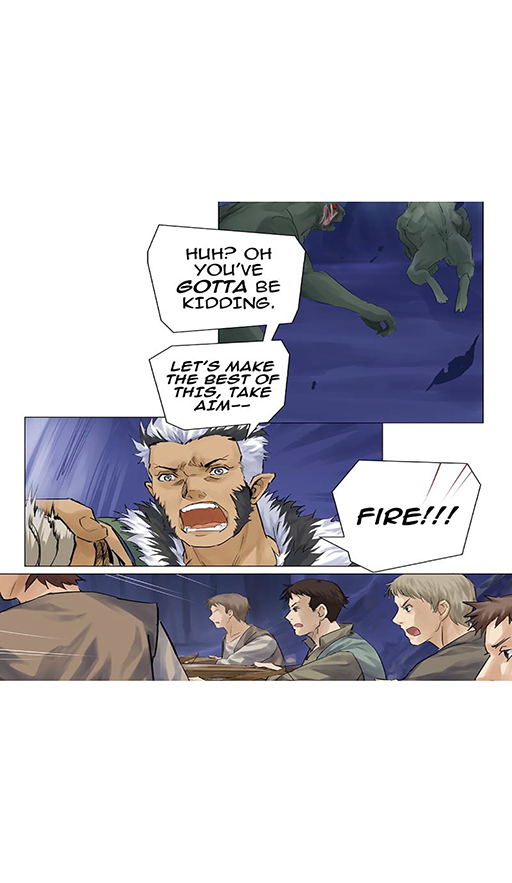 HUH? OH
YOU'VE
GOTTA BE
KIDDING.
LET'S MAKE
THE BEST OF
THIS, TAKE
AIM--
FIRE!!!